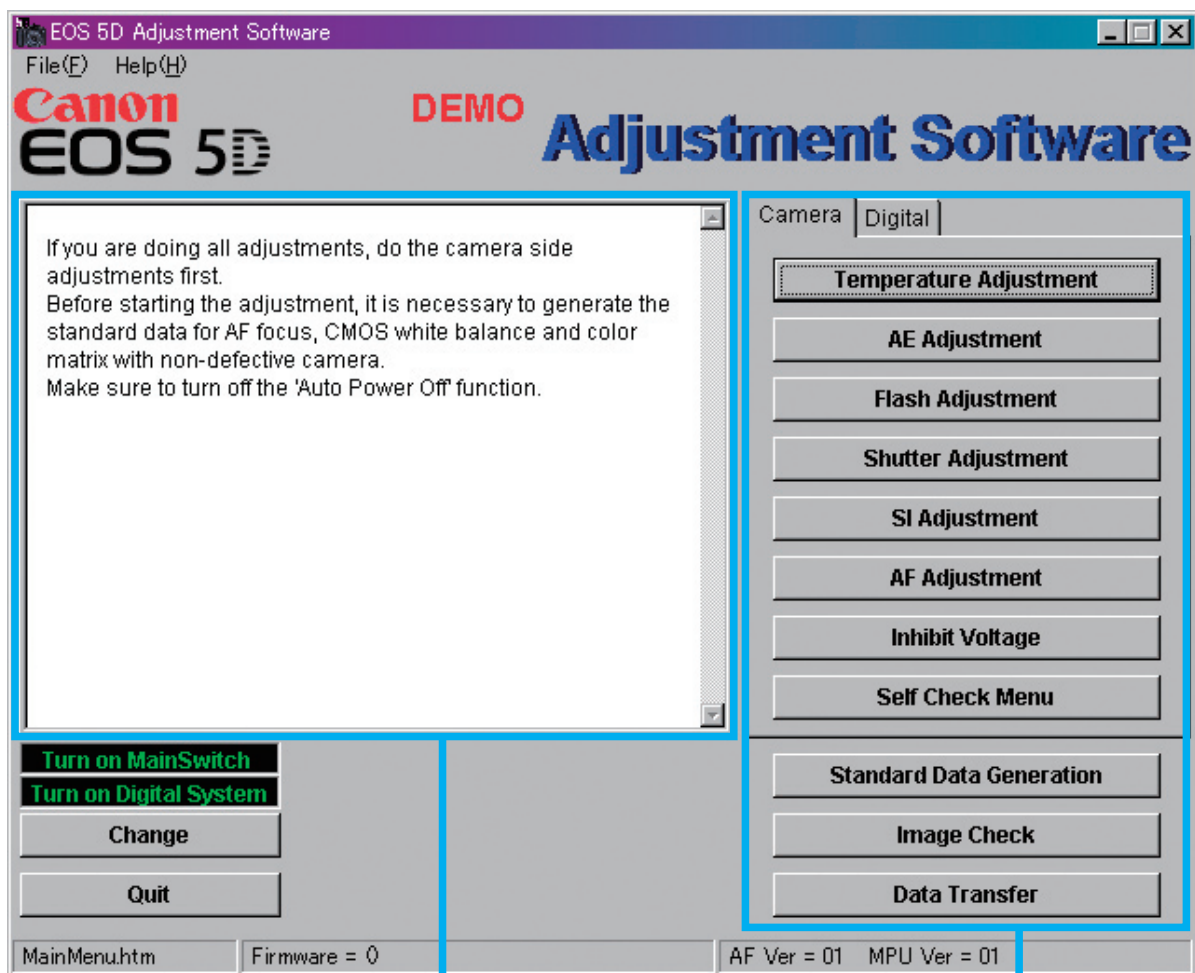 EOS 5D Adjustment Software
File(F) Help(H)
Canon
EOS 5D
DEMO
Adjustment Software
If you are doing all adjustments, do the camera side
adjustments first.
Before starting the adjustment, it is necessary to generate the
standard data for AF focus, CMOS white balance and color
matrix with non-defective camera.
Make sure to turn off the 'Auto Power Off' function.
Camera Digital
Temperature Adjustment
AE Adjustment
Flash Adjustment
Shutter Adjustment
SI Adjustment
AF Adjustment
Inhibit Voltage
Self Check Menu
Standard Data Generation
Image Check
Data Transfer
Turn on MainSwitch
Turn on Digital System
Change
Quit
MainMenu.htm
Firmware = 0
AF Ver = 01 MPU Ver = 01